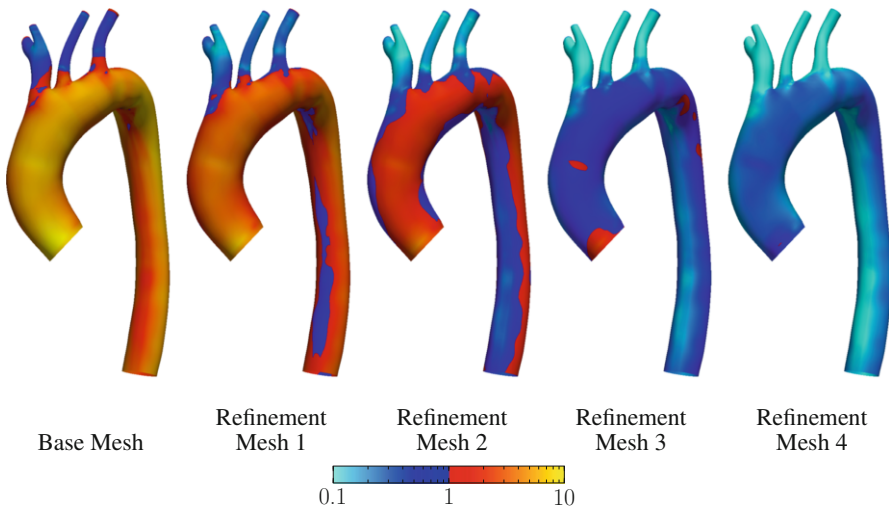 Base Mesh
Refinement
Mesh 1
Refinement
Mesh 2
Refinement
Mesh 3
Refinement
Mesh 4
0.1 1 10